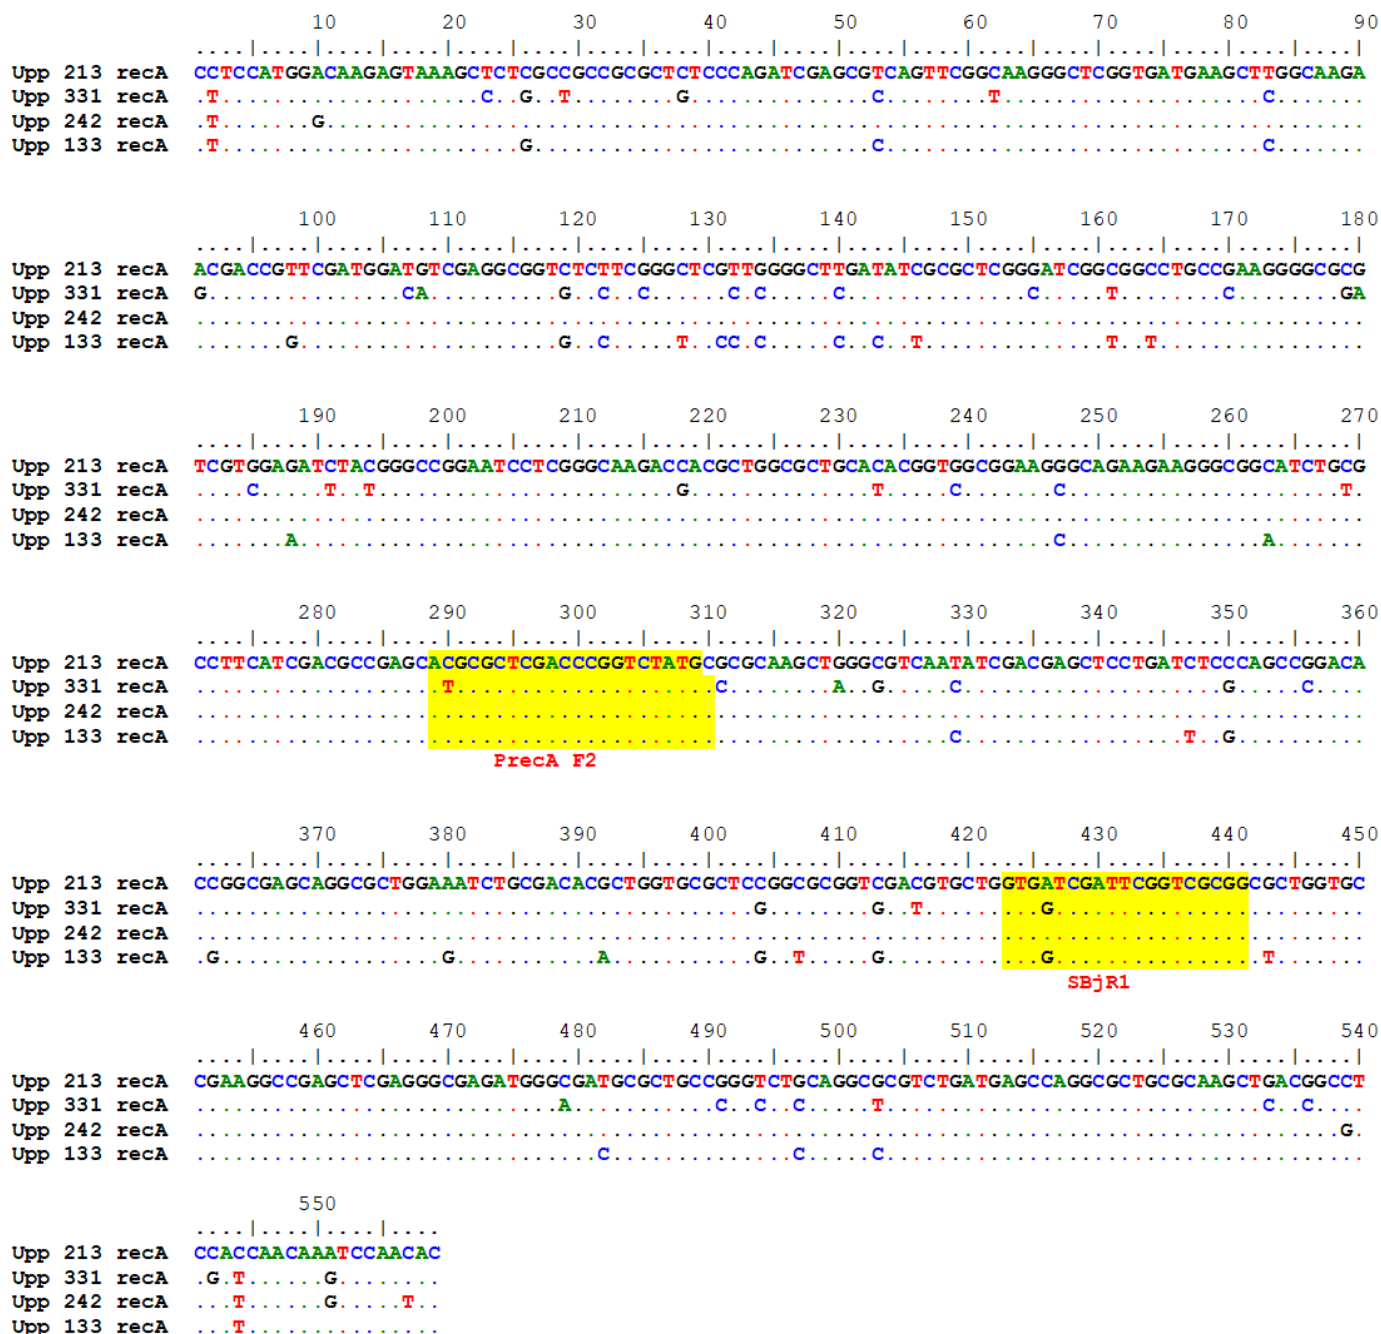 10 20 30 40 50 60 70 80 90
....|....|....|....|....|....|....|....|....|....|....|....|....|....|....|....|....|....|
Upp 213 recA CCTCCATGGACAAGAGTAAAGCTCTCGCCGCCGCGCTCTCCCAGATCGAGCGTCAGTTCGGCAAGGGCTCGGTGATGAAGCTTGGCAAGA
Upp 331 recA .T....................C..G..T........G..............C........T....................C.......
Upp 242 recA .T.......G................................................................................
Upp 133 recA .T.......................G..........................C.............................C.......
100 110 120 130 140 150 160 170 180
....|....|....|....|....|....|....|....|....|....|....|....|....|....|....|....|....|....|
Upp 213 recA ACGACCGTTCGATGGATGTCGAGGCGGTCTCTTCGGGCTCGTTGGGGCTTGATATCGCGCTCGGGATCGGCGGCCTGCCGAAGGGGCGCG
Upp 331 recA G...............CA..........G..C..C......C.C.....C..............C.....T........C........GA
Upp 242 recA ..........................................................................................
Upp 133 recA .......G....................G..C.....T..CC.C.....C..C..T..............T..T................
190 200 210 220 230 240 250 260 270
....|....|....|....|....|....|....|....|....|....|....|....|....|....|....|....|....|....|
Upp 213 recA TCGTGGAGATCTACGGGCCGGAATCCTCGGGCAAGACCACGCTGGCGCTGCACACGGTGGCGGAAGGGCAGAAGAAGGGCGGCATCTGCG
Upp 331 recA ....C.....T..T.......................G..............T.....C.......C.....................T.
Upp 242 recA ..........................................................................................
Upp 133 recA .......A..........................................................C...............A.......
280 290 300 310 320 330 340 350 360
....|....|....|....|....|....|....|....|....|....|....|....|....|....|....|....|....|....|
Upp 213 recA CCTTCATCGACGCCGAGCACGCGCTCGACCCGGTCTATGCGCGCAAGCTGGGCGTCAATATCGACGAGCTCCTGATCTCCCAGCCGGACA
Upp 331 recA ...................T....................C........A..G.....C....................G.....C....
Upp 242 recA ..........................................................................................
Upp 133 recA ..........................................................C.................T..G..........
PrecA F2
370 380 390 400 410 420 430 440 450
....|....|....|....|....|....|....|....|....|....|....|....|....|....|....|....|....|....|
Upp 213 recA CCGGCGAGCAGGCGCTGGAAATCTGCGACACGCTGGTGCGCTCCGGCGCGGTCGACGTGCTGGTGATCGATTCGGTCGCGGCGCTGGTGC
Upp 331 recA ...........................................G........G..T.........G........................
Upp 242 recA ..........................................................................................
Upp 133 recA .G.................G...........A...........G..T.....G............G................T.......
SBjR1
460 470 480 490 500 510 520 530 540
....|....|....|....|....|....|....|....|....|....|....|....|....|....|....|....|....|....|
Upp 213 recA CGAAGGCCGAGCTCGAGGGCGAGATGGGCGATGCGCTGCCGGGTCTGCAGGCGCGTCTGATGAGCCAGGCGCTGCGCAAGCTGACGGCCT
Upp 331 recA ............................A...........C..C..C.....T.............................C..C....
Upp 242 recA ........................................................................................G.
Upp 133 recA ...............................C..............C.....C.....................................
550
....|....|....|....
Upp 213 recA CCACCAACAAATCCAACAC
Upp 331 recA .G.T......G........
Upp 242 recA ...T......G.....T..
Upp 133 recA ...T...............